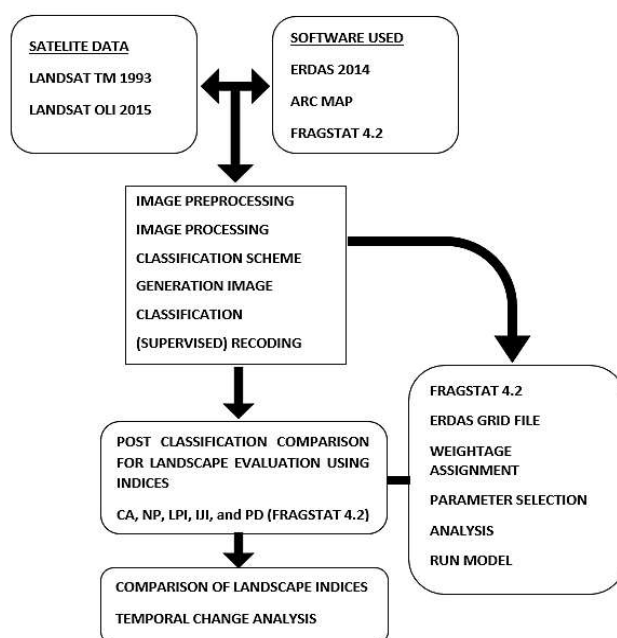 SATELITE DATA
LANDSAT TM 1993
LANDSAT OLI 2015
SOFTWARE USED
ERDAS 2014
ARC MAP
FRAGSTAT 4.2
IMAGE PREPROCESSING
IMAGE PROCESSING
CLASSIFICATION SCHEME
GENERATION IMAGE
CLASSIFICATION
(SUPERVISED) RECODING
POST CLASSIFICATION COMPARISON
FOR LANDSCAPE EVALUATION USING
INDICES
CA, NP, LPI, IJI, and PD (FRAGSTAT 4.2)
FRAGSTAT 4.2
ERDAS GRID FILE
WEIGHTAGE
ASSIGNMENT
PARAMETER SELECTION
ANALYSIS
RUN MODEL
COMPARISON OF LANDSCAPE INDICES
TEMPORAL CHANGE ANALYSIS